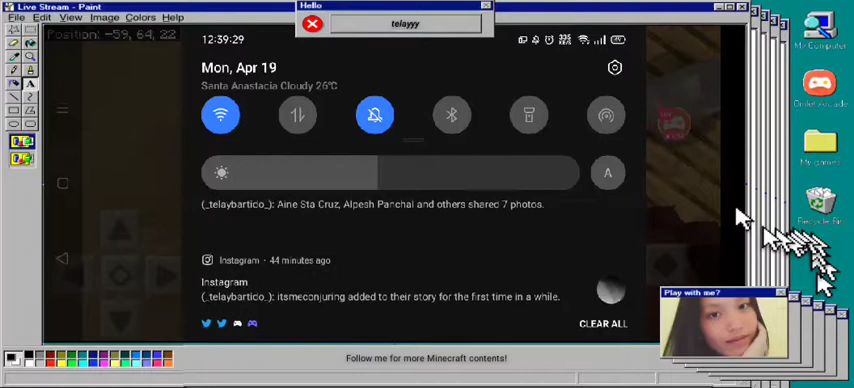 Live Stream - Paint
Hello
telayyy
File Edit View Image Colors Help
Position: -59, 64, 22
12:39:29
Mon, Apr 19
Santa Anastacia Cloudy 26°C
A
A
(_telaybartido_): Aine Sta Cruz, Alpesh Panchal and others shared 7 photos.
Instagram · 44 minutes ago
Instagram
(_telaybartido_): itsmeconjuring added to their story for the first time in a while.
CLEAR ALL
Play with me?
Follow me for more Minecraft contents!
My Computer
Omlet Arcade
My games
Recycle Bin